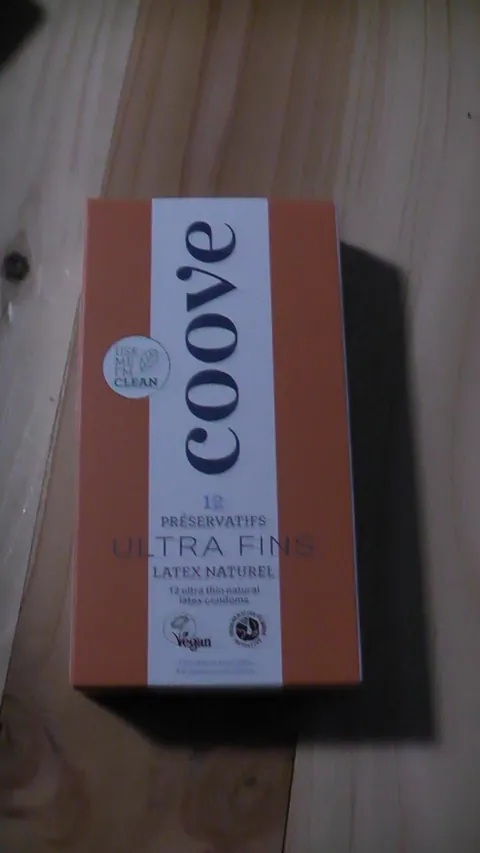 coove
USE
ME
I'M
CLEAN
12
PRÉSERVATIFS
ULTRA FINS
LATEX NATUREL
12 ultra thin natural
latex condoms
Vegan